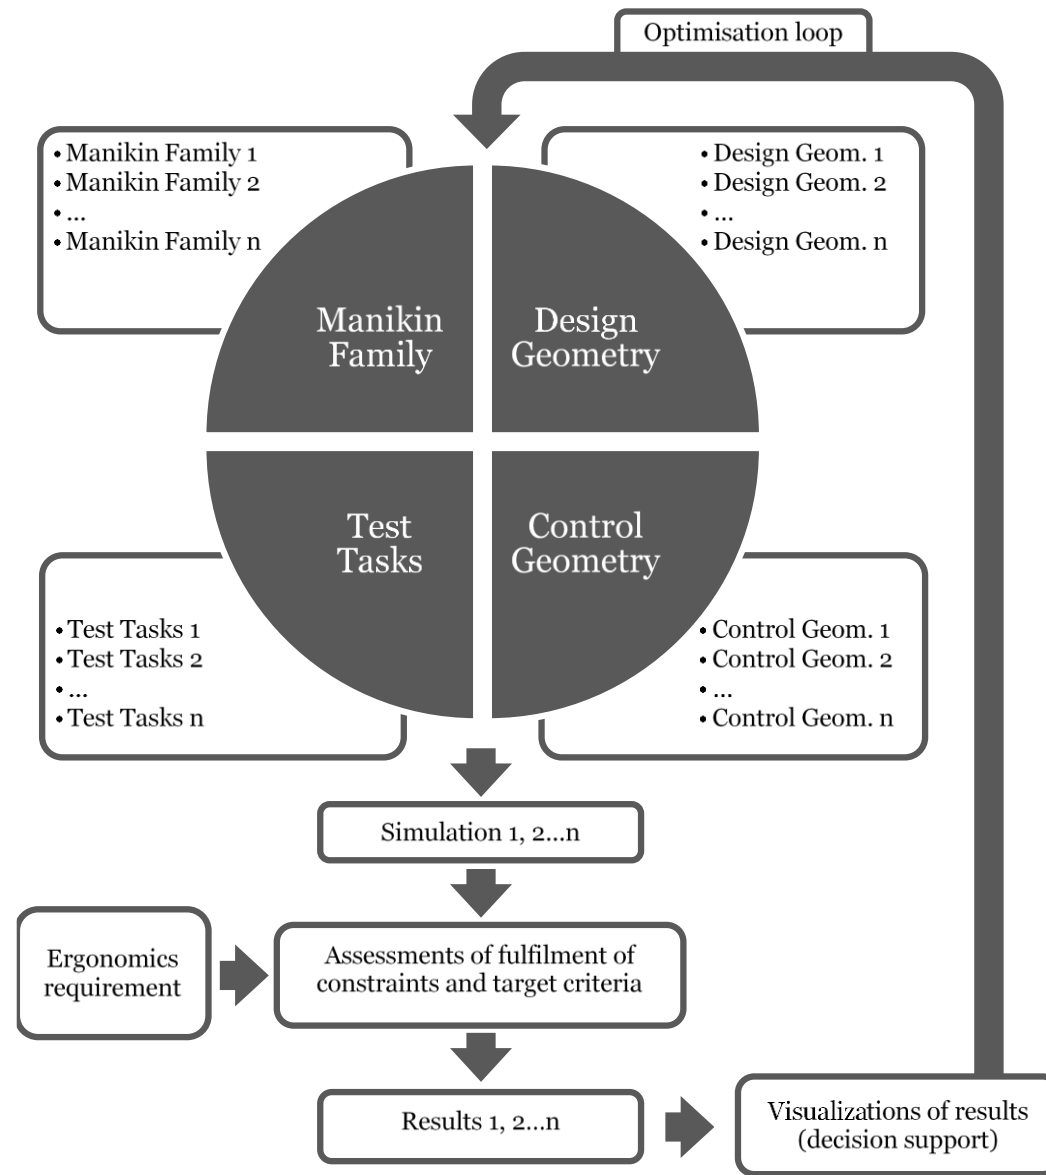 Optimisation loop
• Manikin Family 1
• Manikin Family 2
• ...
• Manikin Family n
• Design Geom. 1
• Design Geom. 2
• ...
• Design Geom. n
Manikin
Family
Design
Geometry
Test
Tasks
Control
Geometry
• Test Tasks 1
• Test Tasks 2
• ...
• Test Tasks n
• Control Geom. 1
• Control Geom. 2
• ...
• Control Geom. n
Simulation 1, 2...n
Ergonomics
requirement
Assessments of fulfilment of
constraints and target criteria
Results 1, 2...n
Visualizations of results
(decision support)